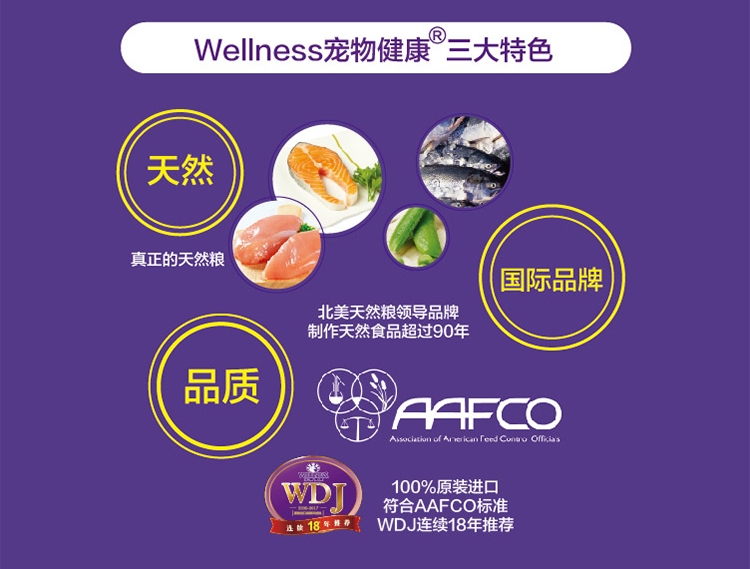 Wellness宠物健康®三大特色
天然
真正的天然粮
国际品牌
北美天然粮领导品牌
制作天然食品超过90年
品质
AAFCO
Association of American Feed Control Officials
WDJ
连续18年推荐
100%原装进口
符合AAFCO标准
WDJ连续18年推荐